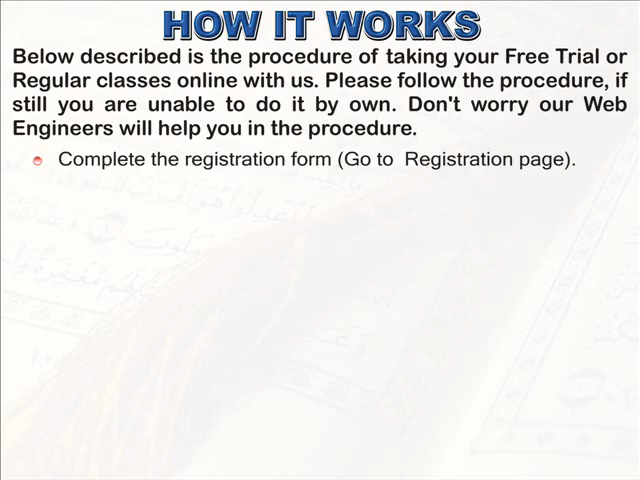 HOW IT WORKS
Below described is the procedure of taking your Free Trial or
Regular classes online with us. Please follow the procedure, if
still you are unable to do it by own. Don't worry our Web
Engineers will help you in the procedure.
Complete the registration form (Go to  Registration page).